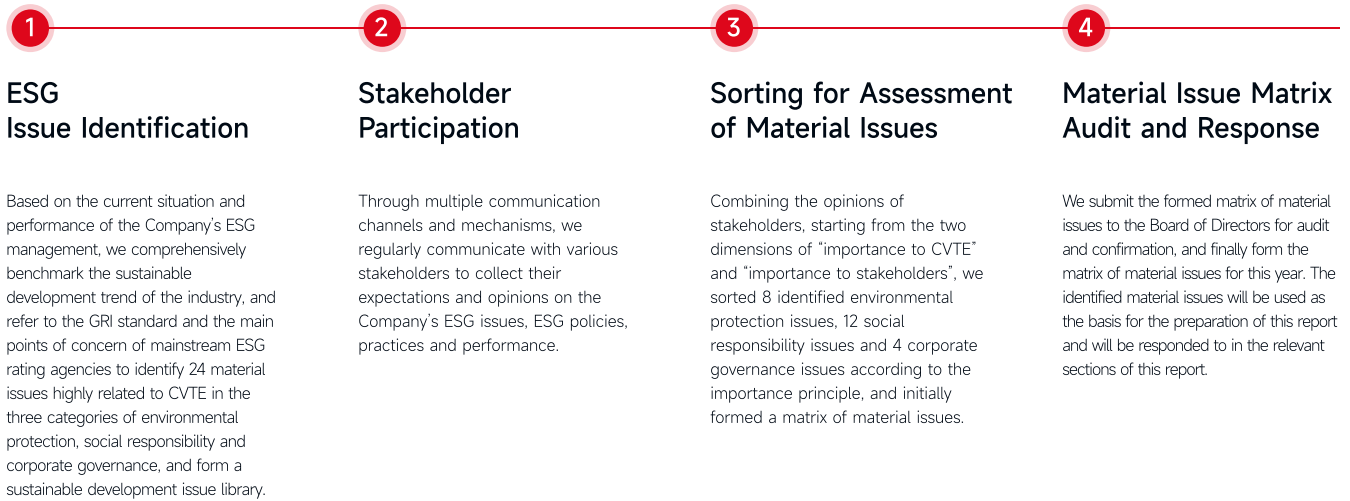 1
ESG
Issue Identification
Based on the current situation and
performance of the Company's ESG
management, we comprehensively
benchmark the sustainable
development trend of the industry, and
refer to the GRI standard and the main
points of concern of mainstream ESG
rating agencies to identify 24 material
issues highly related to CVTE in the
three categories of environmental
protection, social responsibility and
corporate governance, and form a
sustainable development issue library.
2
Stakeholder
Participation
Through multiple communication
channels and mechanisms, we
regularly communicate with various
stakeholders to collect their
expectations and opinions on the
Company's ESG issues, ESG policies,
practices and performance.
3
Sorting for Assessment
of Material Issues
Combining the opinions of
stakeholders, starting from the two
dimensions of “importance to CVTE”
and “importance to stakeholders”, we
sorted 8 identified environmental
protection issues, 12 social
responsibility issues and 4 corporate
governance issues according to the
importance principle, and initially
formed a matrix of material issues.
4
Material Issue Matrix
Audit and Response
We submit the formed matrix of material
issues to the Board of Directors for audit
and confirmation, and finally form the
matrix of material issues for this year. The
identified material issues will be used as
the basis for the preparation of this report
and will be responded to in the relevant
sections of this report.